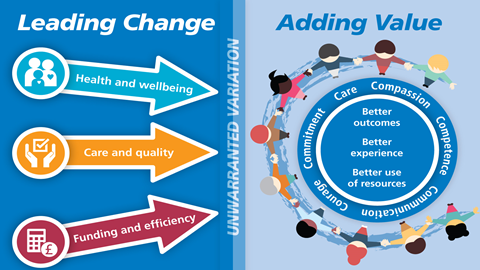 Leading Change
Health and wellbeing
Care and quality
Funding and efficiency
£
UNWARRANTED VARIATION
Adding Value
Commitment Care Compassion Competence Communication Courage
Better
outcomes
Better
experience
Better use
of resources